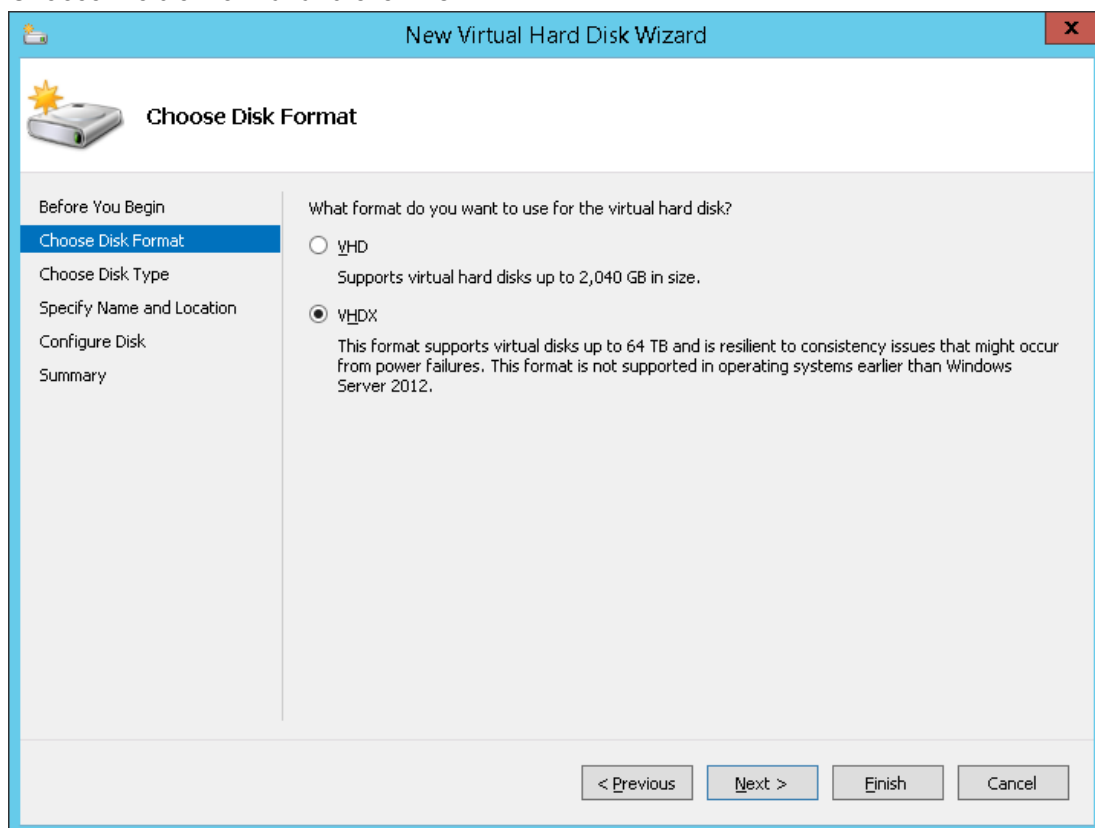 New Virtual Hard Disk Wizard
x
Choose Disk Format
Before You Begin
Choose Disk Format
Choose Disk Type
Specify Name and Location
Configure Disk
Summary
What format do you want to use for the virtual hard disk?
VHD
Supports virtual hard disks up to 2,040 GB in size.
VHDX
This format supports virtual disks up to 64 TB and is resilient to consistency issues that might occur
from power failures. This format is not supported in operating systems earlier than Windows
Server 2012.
< Previous
Next >
Finish
Cancel